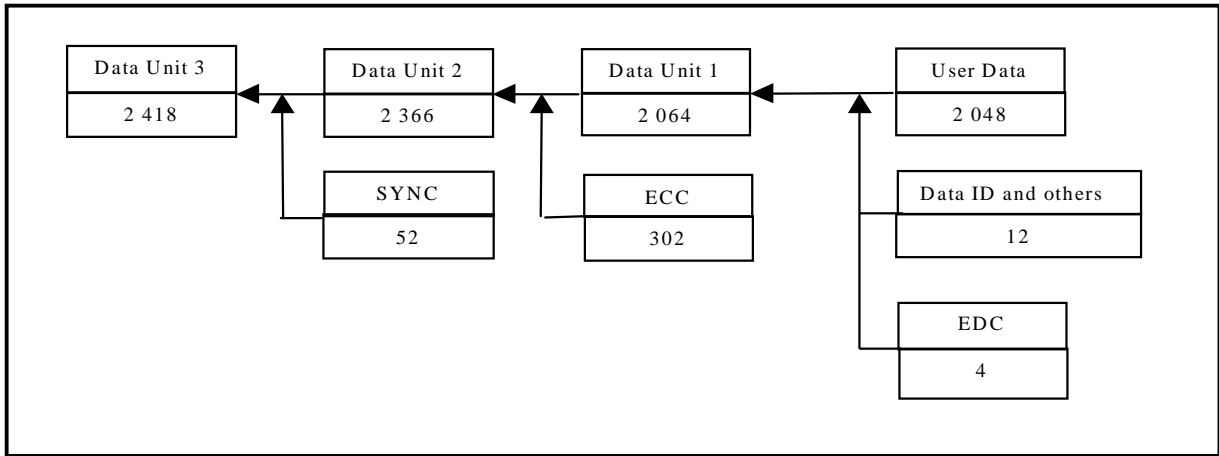 Data Unit 3
2 418
Data Unit 2
2 366
Data Unit 1
2 064
User Data
2 048
SYNC
52
ECC
302
Data ID and others
12
EDC
4